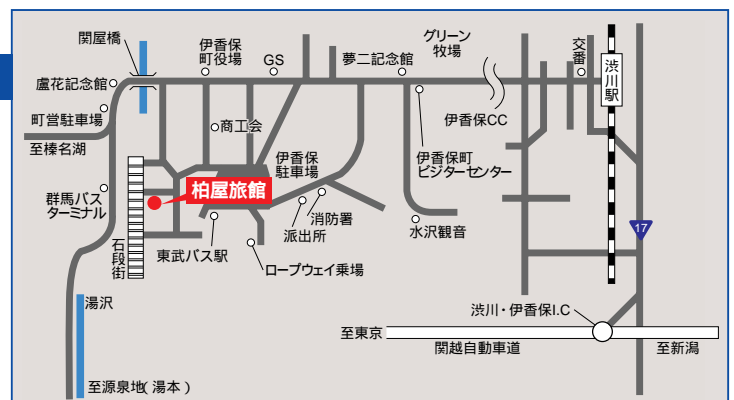 関屋橋
伊香保
町役場
GS
夢二記念館
グリーン
牧場
交番
渋川駅
盧花記念館
町営駐車場
至榛名湖
商工会
伊香保CC
伊香保
駐車場
伊香保町
ビジターセンター
柏屋旅館
群馬バス
ターミナル
石段街
東武バス駅
派出所
消防署
水沢観音
17
ロープウェイ乗場
湯沢
渋川・伊香保I.C
至東京
関越自動車道
至新潟
至源泉地(湯本)